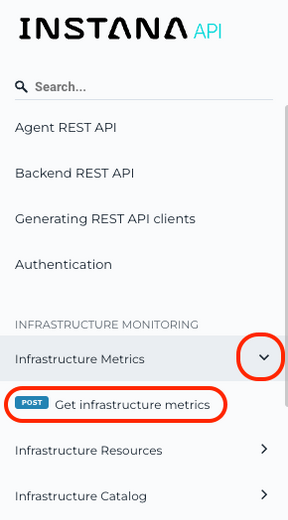 INSTANA API
Search...
Agent REST API
Backend REST API
Generating REST API clients
Authentication
INFRASTRUCTURE MONITORING
Infrastructure Metrics
POST Get infrastructure metrics
Infrastructure Resources
Infrastructure Catalog